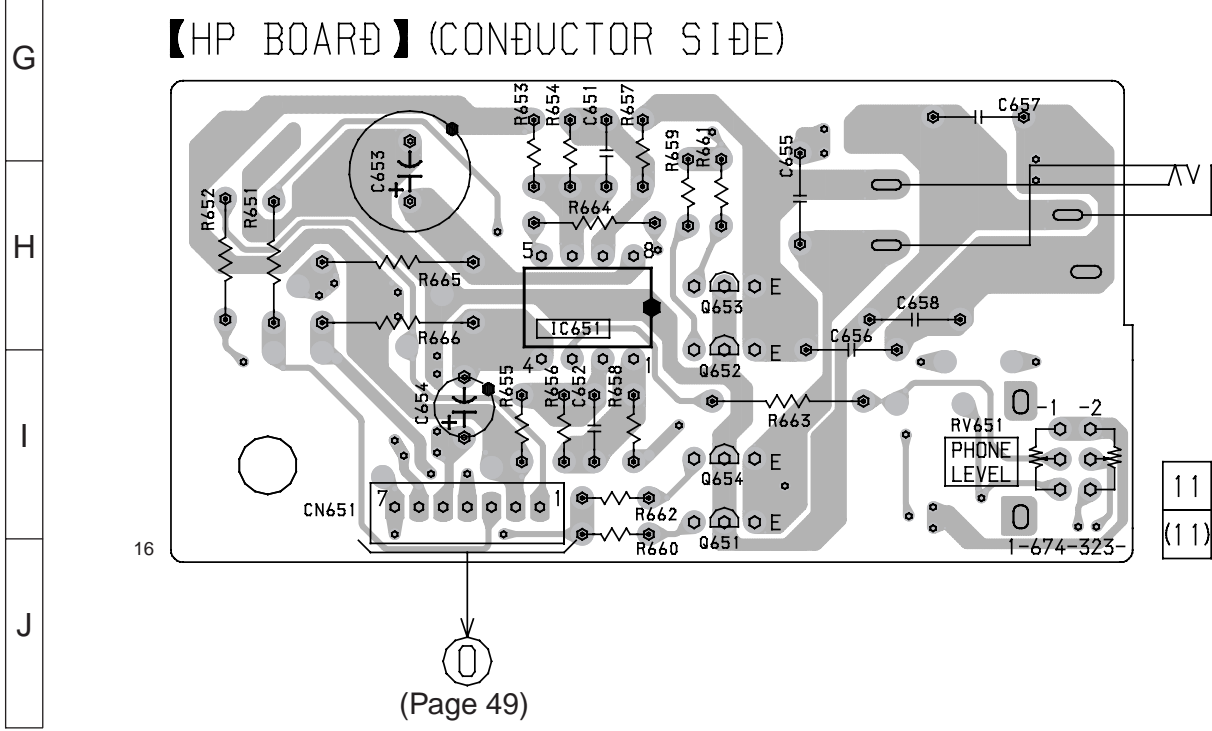 G
H
I
J
【HP BOARD】(CONDUCTOR SIDE)
R653
R654
C651
R657
C657
R659
R661
C655
C653
R652
R651
R664
5
8
R665
Q653
E
C658
IC651
R666
C656
4
1
Q652
E
R655
R656
C652
R658
C654
R663
RV651
-1
-2
PHONE
LEVEL
Q654
E
CN651
7
1
R662
R660
Q651
E
11
(11)
16
1-674-323-
O
(Page 49)